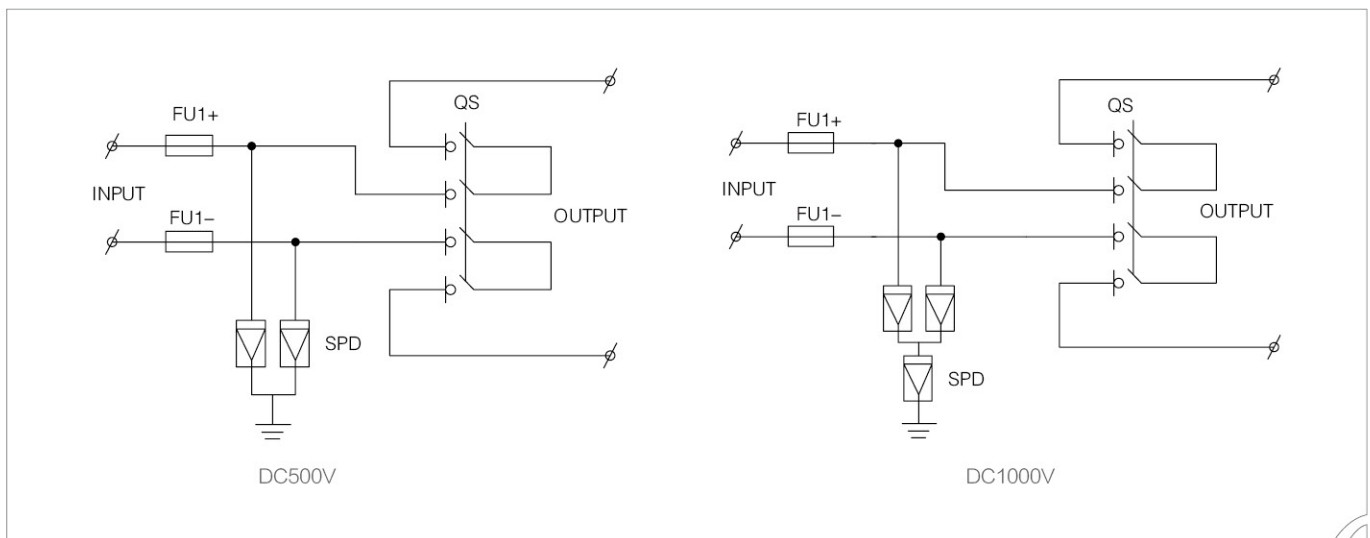 QS
FU1+
INPUT
FU1–
OUTPUT
SPD
DC500V
QS
FU1+
INPUT
FU1–
OUTPUT
SPD
DC1000V